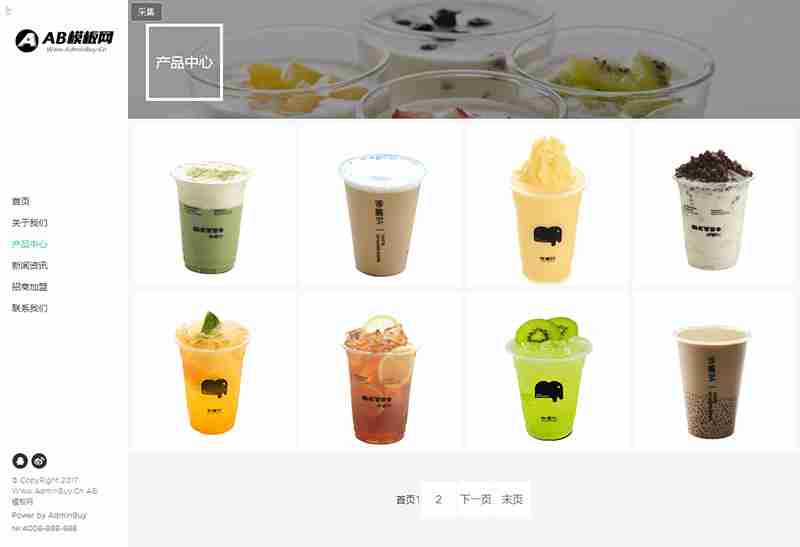 采集
AB模板网
Www.AdminBuy.Cn
产品中心
首页
关于我们
产品中心
新闻资讯
招商加盟
联系我们
© CopyRight 2017
Www.AdminBuy.Cn AB
模板网
Power by AdminBuy
tel:4008-888-888
首页 1 2 下一页 末页